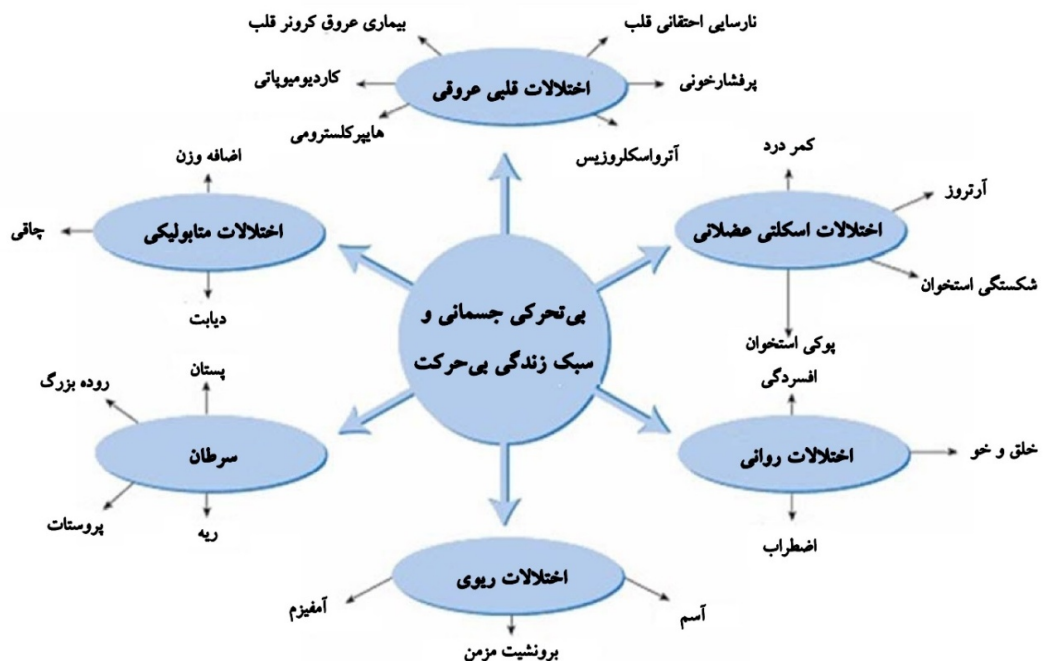 نارسایی احتقانی قلب
بیماری عروق کرونر قلب
اختلالات قلبی عروقی
پرفشارخونی
کاردیومیوپاتی
هایپرکلسترومی
آترواسکلروزیس
کمر درد
آرتروز
اختلالات اسکلتی عضلانی
شکستگی استخوان
پوکی استخوان
اضافه وزن
اختلالات متابولیکی
چاقی
دیابت
بی‌تحرکی جسمانی و
سبک زندگی بی‌حرکت
افسردگی
اختلالات روانی
خلق و خو
اضطراب
پستان
روده بزرگ
سرطان
پروستات
ریه
اختلالات ریوی
آسم
برونشیت مزمن
آمفیزم